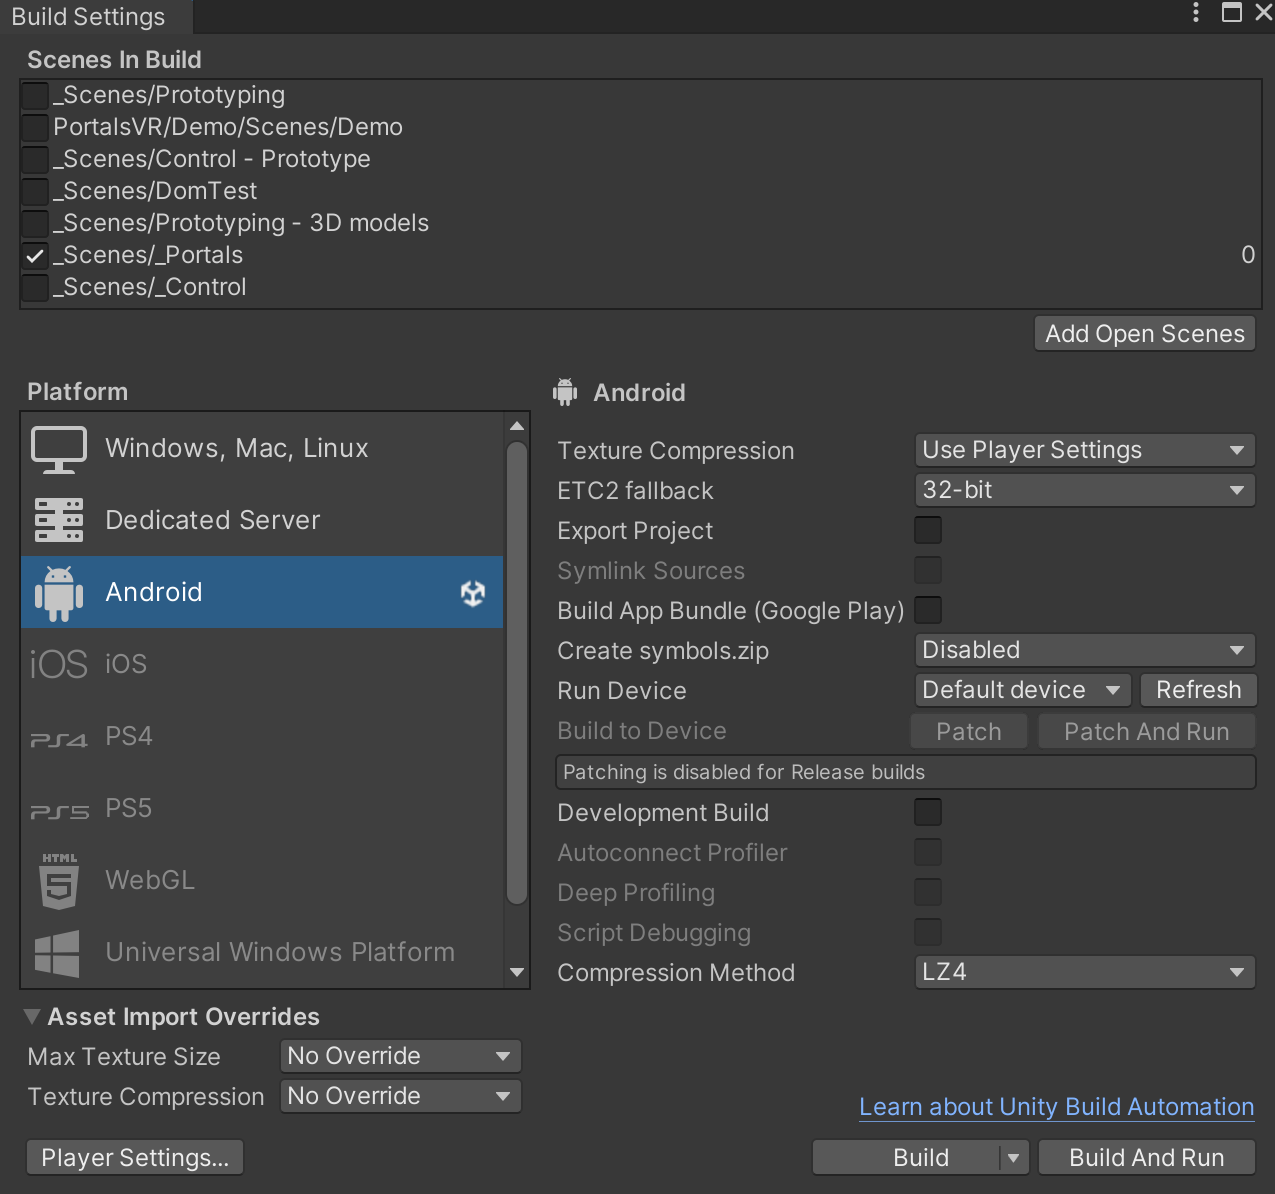 Build Settings
Scenes In Build
_Scenes/Prototyping
PortalsVR/Demo/Scenes/Demo
_Scenes/Control - Prototype
_Scenes/DomTest
_Scenes/Prototyping - 3D models
_Scenes/_Portals 0
_Scenes/_Control
Add Open Scenes
Platform
Windows, Mac, Linux
Dedicated Server
Android
iOS iOS
PS4 PS4
PS5 PS5
HTML 5 WebGL
Universal Windows Platform
Android
Texture Compression Use Player Settings
ETC2 fallback 32-bit
Export Project
Symlink Sources
Build App Bundle (Google Play)
Create symbols.zip Disabled
Run Device Default device Refresh
Build to Device Patch Patch And Run
Patching is disabled for Release builds
Development Build
Autoconnect Profiler
Deep Profiling
Script Debugging
Compression Method LZ4
Asset Import Overrides
Max Texture Size No Override
Texture Compression No Override
Learn about Unity Build Automation
Player Settings... Build Build And Run